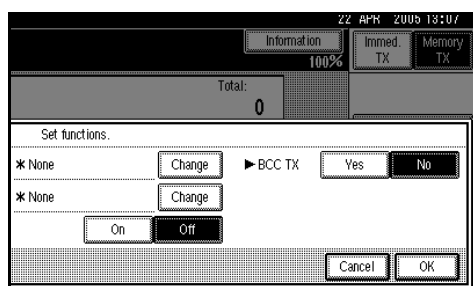 22 APR 2005 13:07
Information
Immed. TX
Memory TX
100%
Total:
0
Set functions.
* None Change ►BCC TX Yes No
* None Change
On Off
Cancel OK